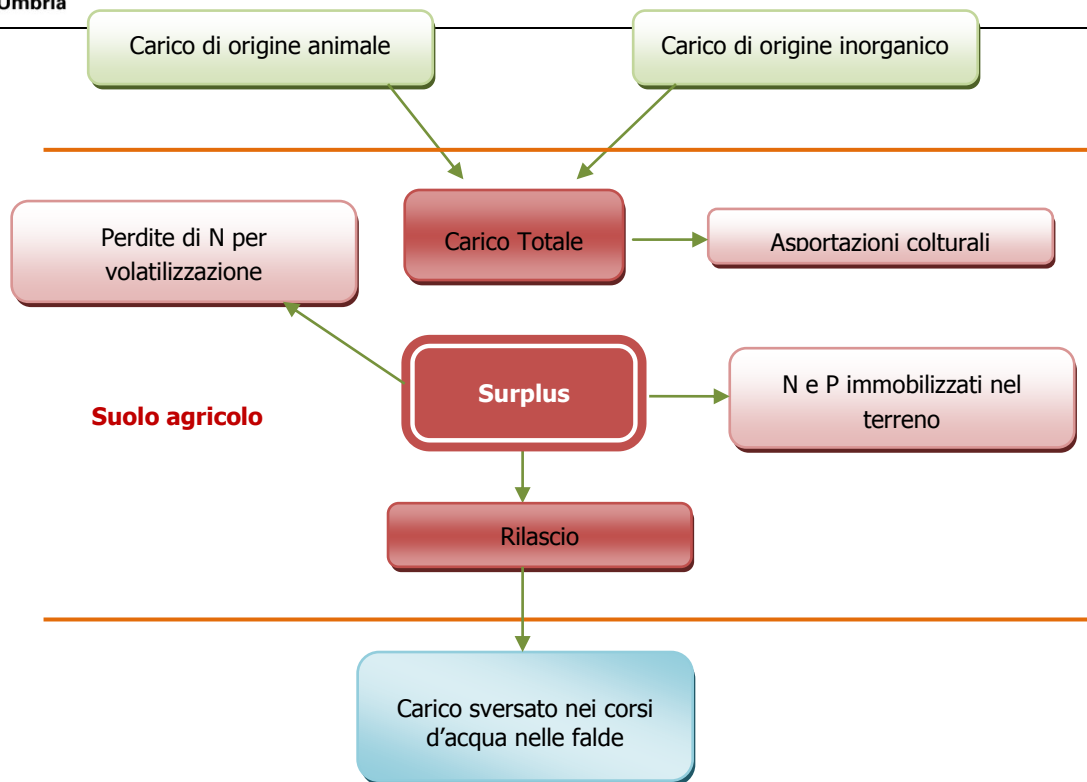 Umbria
Carico di origine animale
Carico di origine inorganico
Perdite di N per
volatilizzazione
Carico Totale
Asportazioni colturali
Surplus
N e P immobilizzati nel
terreno
Suolo agricolo
Rilascio
Carico sversato nei corsi
d’acqua nelle falde